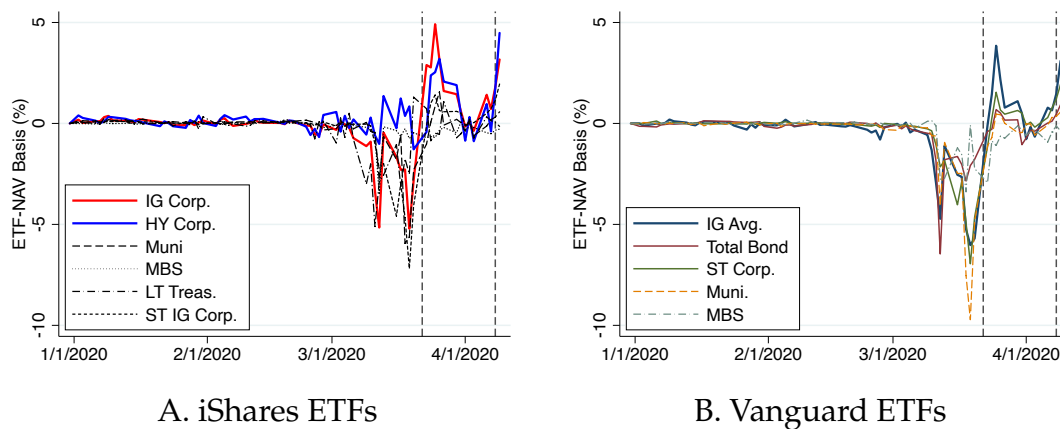 ETF-NAV Basis (%)
5
0
-5
-10
IG Corp.
HY Corp.
Muni
MBS
LT Treas.
ST IG Corp.
1/1/2020 2/1/2020 3/1/2020 4/1/2020
A. iShares ETFs
ETF-NAV Basis (%)
5
0
-5
-10
IG Avg.
Total Bond
ST Corp.
Muni.
MBS
1/1/2020 2/1/2020 3/1/2020 4/1/2020
B. Vanguard ETFs